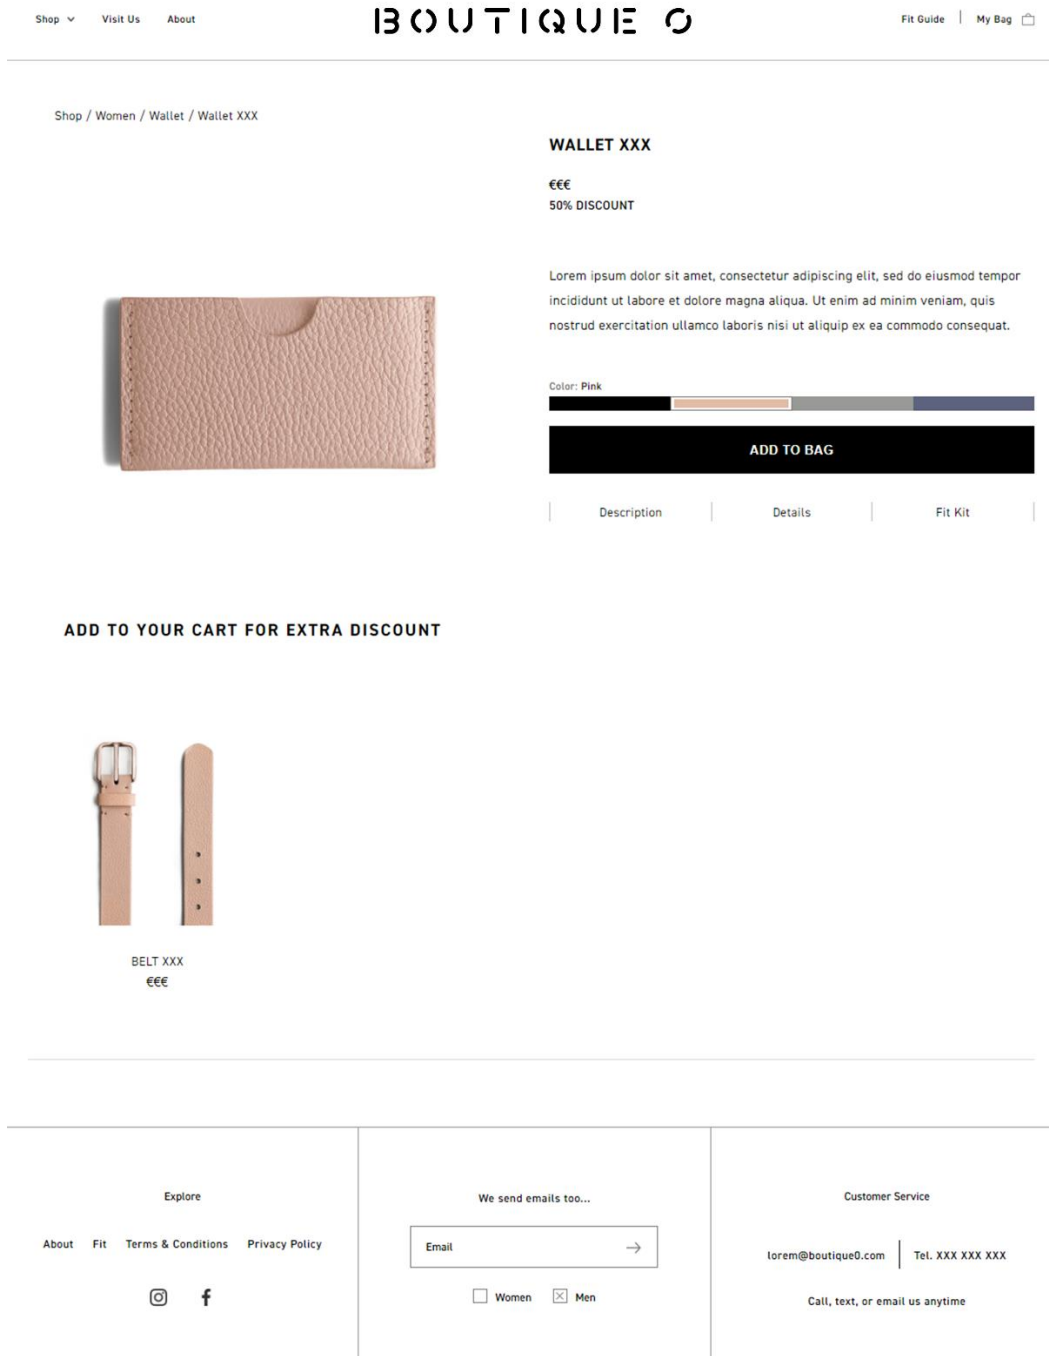 Shop
Visit Us
About
BOUTIQUE O
Fit Guide
My Bag
Shop / Women / Wallet / Wallet XXX
WALLET XXX
€€€
50% DISCOUNT
Lorem ipsum dolor sit amet, consectetur adipiscing elit, sed do eiusmod tempor
incididunt ut labore et dolore magna aliqua. Ut enim ad minim veniam, quis
nostrud exercitation ullamco laboris nisi ut aliquip ex ea commodo consequat.
Color: Pink
ADD TO BAG
Description
Details
Fit Kit
ADD TO YOUR CART FOR EXTRA DISCOUNT
BELT XXX
€€€
Explore
About
Fit
Terms & Conditions
Privacy Policy
We send emails too...
Email
Women
Men
Customer Service
lorem@boutique0.com
Tel. XXX XXX XXX
Call, text, or email us anytime